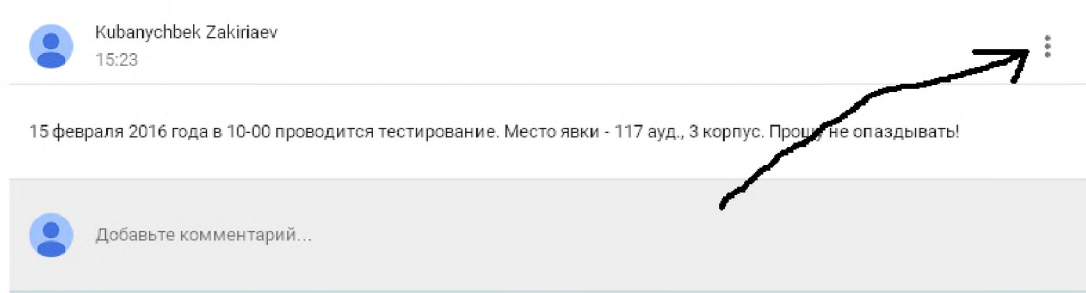 Kubanychbek Zakiriaev
15:23
15 февраля 2016 года в 10-00 проводится тестирование. Место явки - 117 ауд., 3 корпус. Прошу не опаздывать!
Добавьте комментарий...